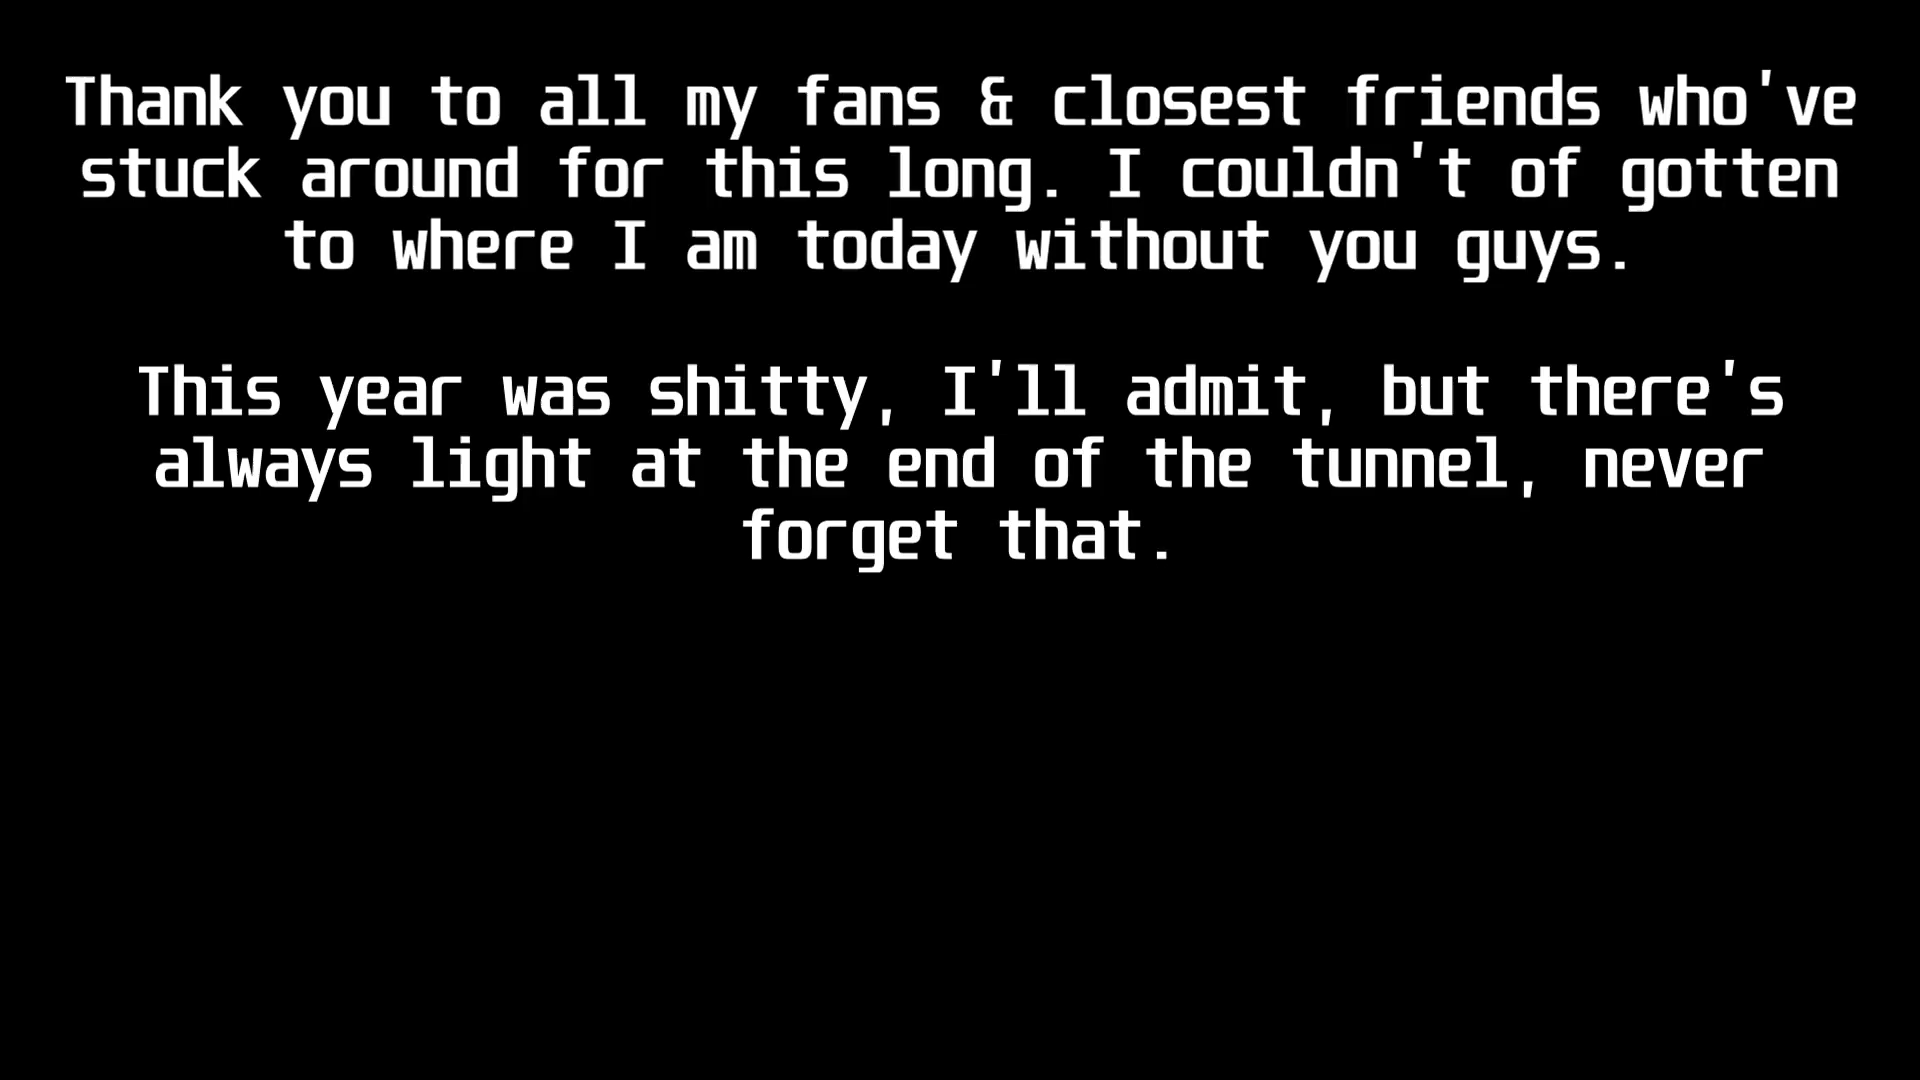 Thank you to all my fans & closest friends who've
stuck around for this long. I couldn't of gotten
to where I am today without you guys.
This year was shitty, I'll admit, but there's
always light at the end of the tunnel, never
forget that.